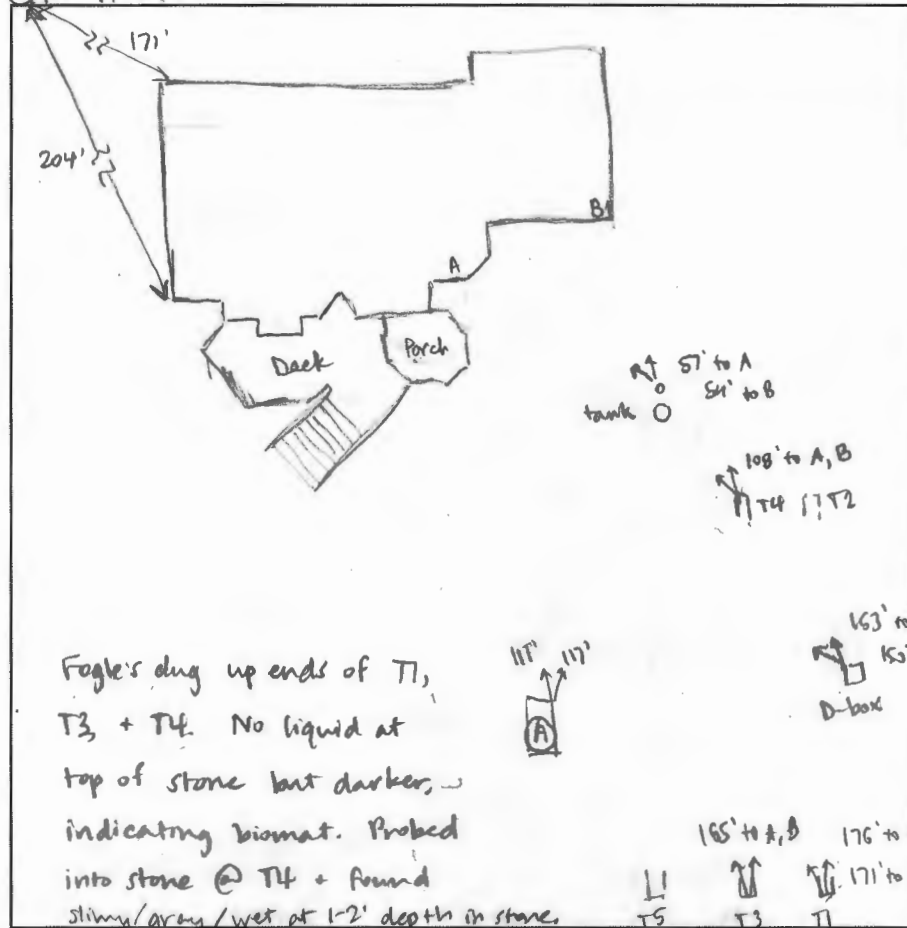 171'
204'
B
A
Deck
Porch
57' to A
54' to B
tank
108' to A, B
T4 T2
153' to
D-box
117' 117'
A
Fogle's dug up ends of T1,
T3, + T4. No liquid at
top of stone but darker,
indicating biomat. Probed
into stone @ T4 + found
slimy/gray/wet at 1-2' depth in stone.
165' to A, B
176' to
171' to
T5 T3 T1